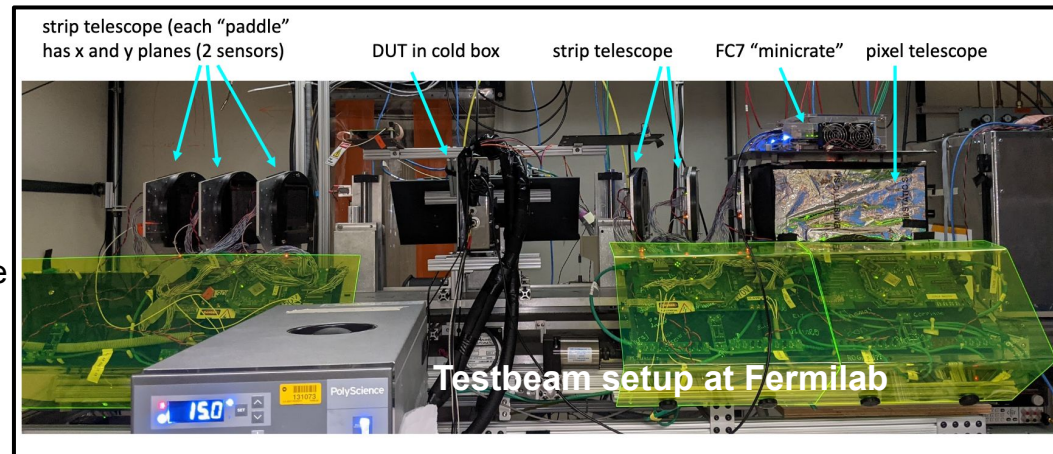 strip telescope (each “paddle”
has x and y planes (2 sensors)
DUT in cold box
strip telescope
FC7 “minicrate”
pixel telescope
e
PolyScience
131073
15.0
Testbeam setup at Fermilab